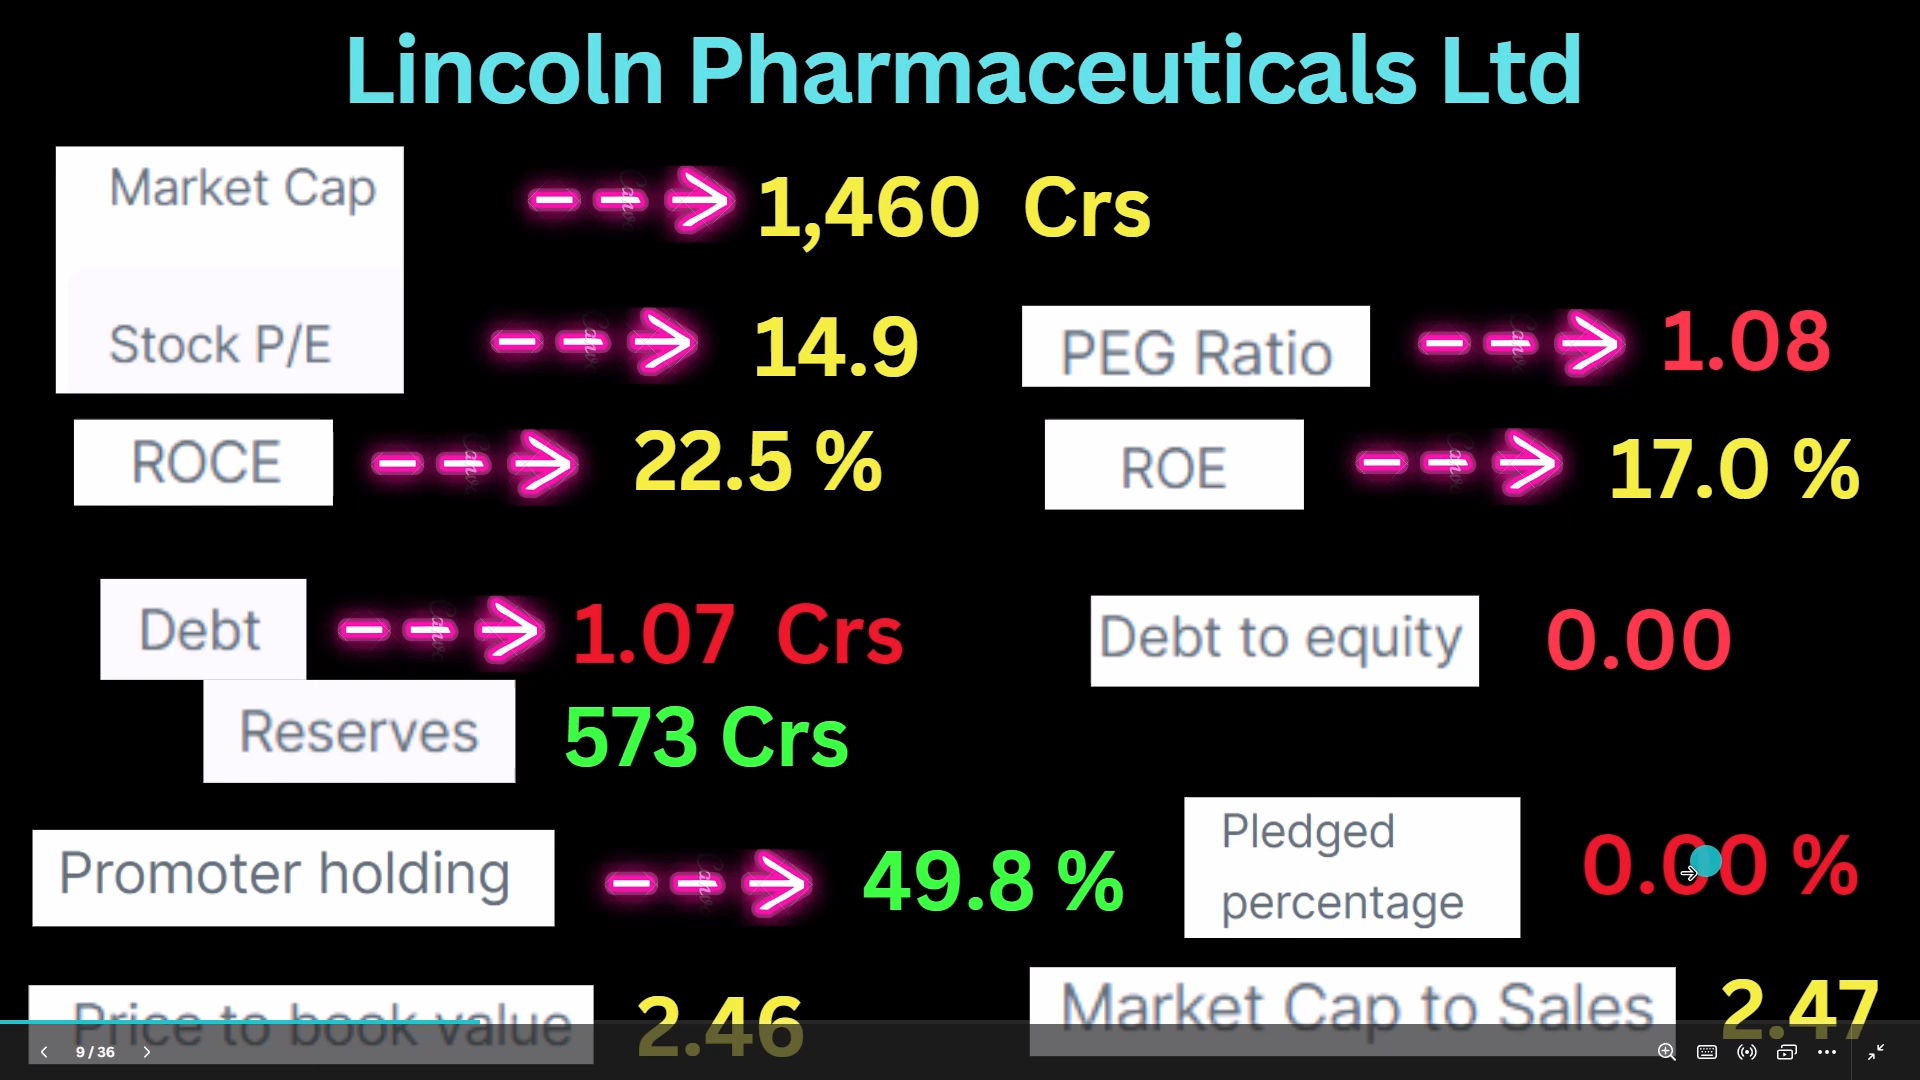 Lincoln Pharmaceuticals Ltd
Market Cap
1,460 Crs
Stock P/E
14.9
PEG Ratio
1.08
ROCE
22.5 %
ROE
17.0 %
Debt
1.07 Crs
Debt to equity
0.00
Reserves
573 Crs
Promoter holding
49.8 %
Pledged
percentage
0.00 %
Price to book value
2.46
Market Cap to Sales
2.47
9 / 36